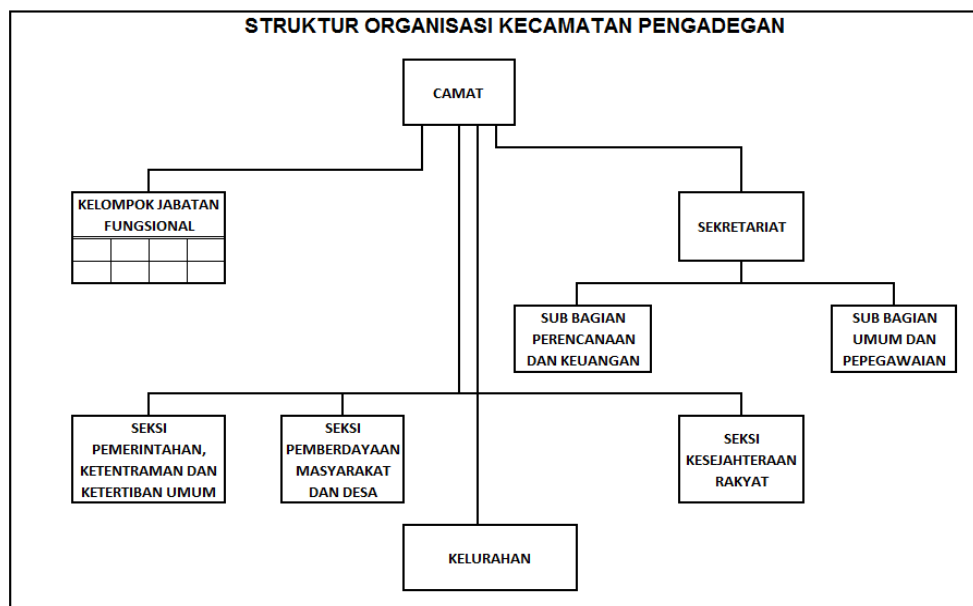 STRUKTUR ORGANISASI KECAMATAN PENGADEGAN
CAMAT
KELOMPOK JABATAN
FUNGSIONAL
SEKRETARIAT
SUB BAGIAN
PERENCANAAN
DAN KEUANGAN
SUB BAGIAN
UMUM DAN
PEPEGAWAIAN
SEKSI
PEMERINTAHAN,
KETENTRAMAN DAN
KETERTIBAN UMUM
SEKSI
PEMBERDAYAAN
MASYARAKAT
DAN DESA
SEKSI
KESEJAHTERAAN
RAKYAT
KELURAHAN